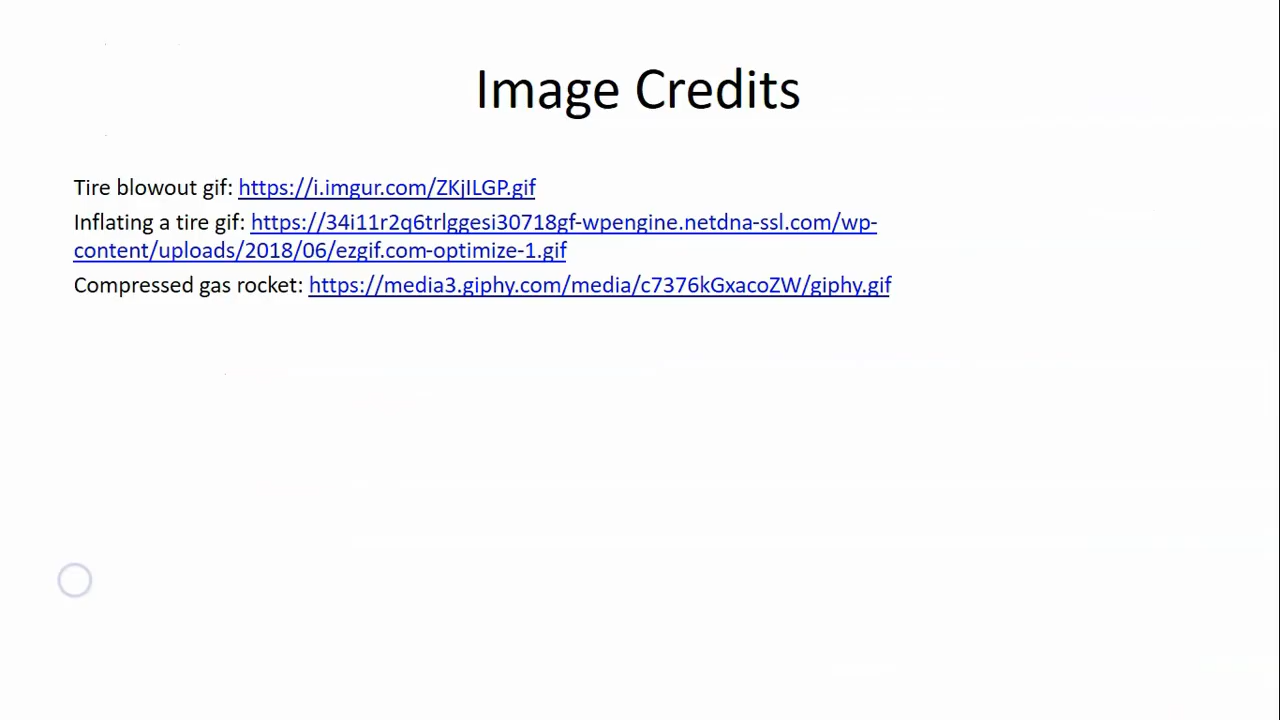 Image Credits
Tire blowout gif: https://i.imgur.com/ZKjILGP.gif
Inflating a tire gif: https://34i11r2q6trlggesi30718gf-wpengine.netdna-ssl.com/wp-
content/uploads/2018/06/ezgif.com-optimize-1.gif
Compressed gas rocket: https://media3.giphy.com/media/c7376kGxacoZW/giphy.gif